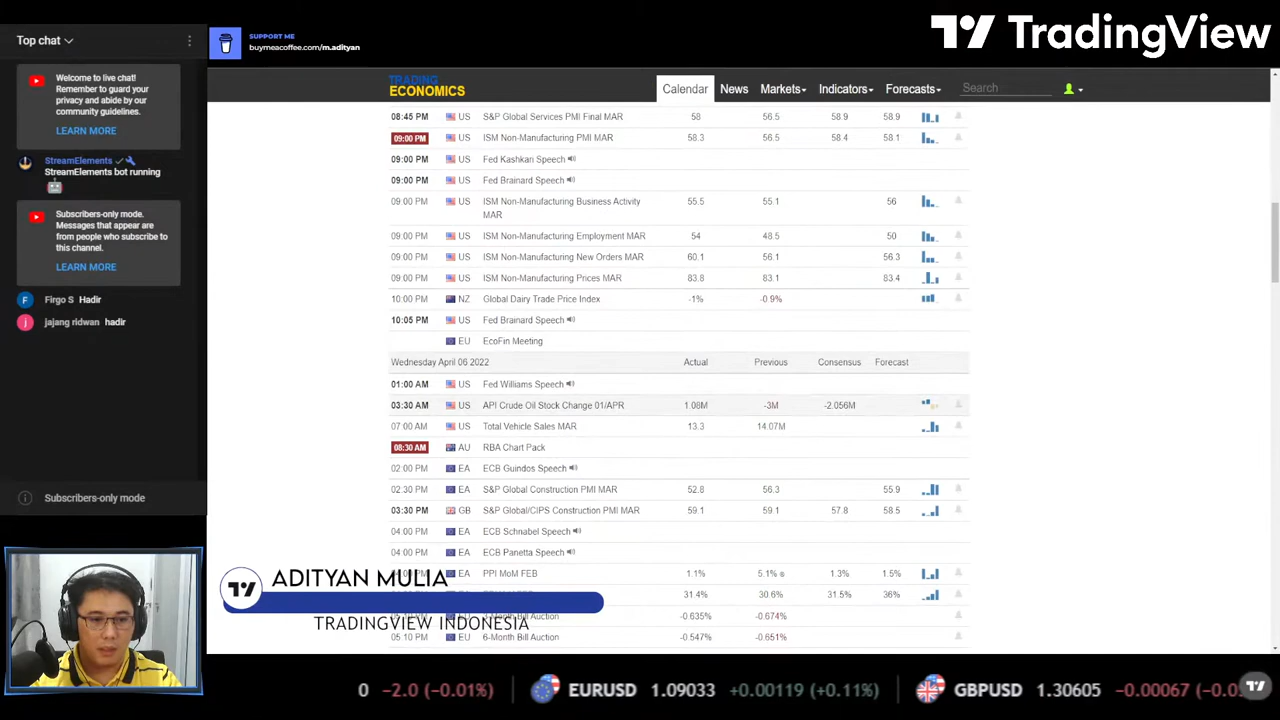 Top chat
Welcome to live chat!
Remember to guard your
privacy and abide by our
community guidelines.
LEARN MORE
StreamElements
StreamElements bot running
Subscribers-only mode.
Messages that appear are
from people who subscribe to
this channel.
LEARN MORE
Firgo S Hadir
jajang ridwan hadir
Subscribers-only mode
SUPPORT ME
buymeacoffee.com/m.adityan
TradingView
TRADING
ECONOMICS
Calendar News Markets Indicators Forecasts Search
08:45 PM US S&P Global Services PMI Final MAR 58 56.5 58.9 58.9
09:00 PM US ISM Non-Manufacturing PMI MAR 58.3 56.5 58.4 58.1
09:00 PM US Fed Kashkari Speech
09:00 PM US Fed Brainard Speech
09:00 PM US ISM Non-Manufacturing Business Activity 55.5 55.1 56
MAR
09:00 PM US ISM Non-Manufacturing Employment MAR 54 48.5 50
09:00 PM US ISM Non-Manufacturing New Orders MAR 60.1 56.1 56.3
09:00 PM US ISM Non-Manufacturing Prices MAR 83.8 83.1 83.4
10:00 PM NZ Global Dairy Trade Price Index -1% -0.9%
10:05 PM US Fed Brainard Speech
EU EcoFin Meeting
Wednesday April 06 2022 Actual Previous Consensus Forecast
01:00 AM US Fed Williams Speech
03:30 AM US API Crude Oil Stock Change 01/APR 1.08M -3M -2.056M
07:00 AM US Total Vehicle Sales MAR 13.3 14.07M
08:30 AM AU RBA Chart Pack
02:00 PM EA ECB Guindos Speech
02:30 PM EA S&P Global Construction PMI MAR 52.8 56.3 55.9
03:30 PM GB S&P Global/CIPS Construction PMI MAR 59.1 59.1 57.8 58.5
04:00 PM EA ECB Schnabel Speech
04:00 PM EA ECB Panetta Speech
EA PPI MoM FEB 1.1% 5.1% 1.3% 1.5%
EA 31.4% 30.6% 31.5% 36%
05:10 PM EU 3-Month Bill Auction -0.635% -0.674%
05:10 PM EU 6-Month Bill Auction -0.547% -0.651%
ADITYAN MULIA
TRADINGVIEW INDONESIA
0 -2.0 (-0.01%) EURUSD 1.09033 +0.00119 (+0.11%) GBPUSD 1.30605 -0.00067